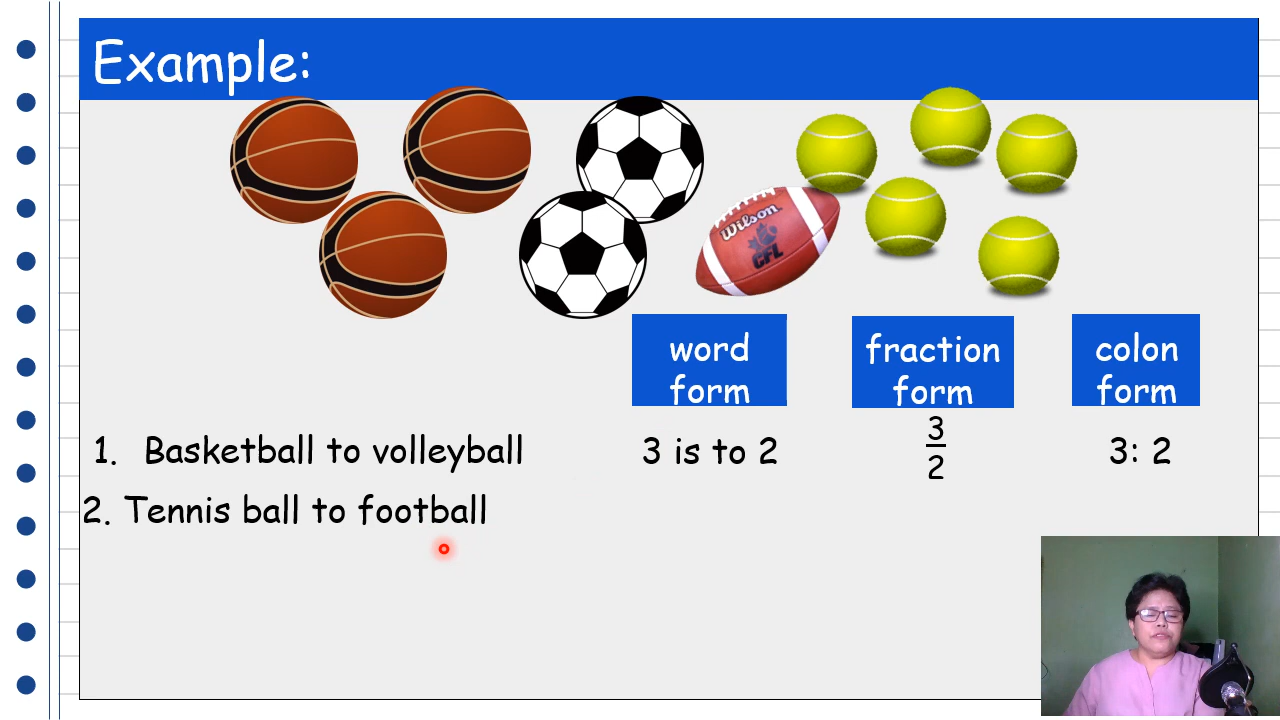 Example:
Wilson
CFL
word
form
fraction
form
colon
form
1. Basketball to volleyball
3 is to 2
3
2
3: 2
2. Tennis ball to football